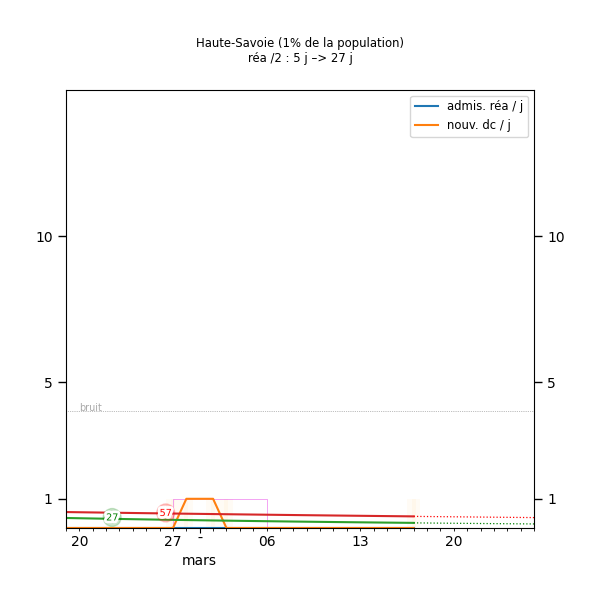 Haute-Savoie (1% de la population)
réa /2 : 5 j –> 27 j
admis. réa / j
nouv. dc / j
10 10
5 5
bruit
1 1
57
27
20 27 - 06 13 20
mars